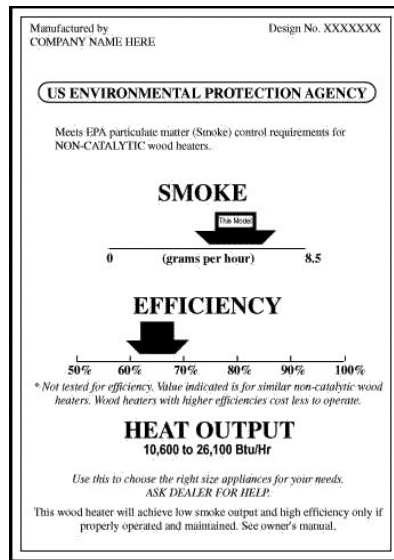 Manufactured by
Design No. XXXXXXX
COMPANY NAME HERE
US ENVIRONMENTAL PROTECTION AGENCY
Meets EPA particulate matter (Smoke) control requirements for
NON-CATALYTIC wood heaters.
SMOKE
This Model
0 (grams per hour) 8.5
EFFICIENCY
50% 60% 70% 80% 90% 100%
* Not tested for efficiency. Value indicated is for similar non-catalytic wood
heaters. Wood heaters with higher efficiencies cost less to operate.
HEAT OUTPUT
10,600 to 26,100 Btu/Hr
Use this to choose the right size appliances for your needs.
ASK DEALER FOR HELP.
This wood heater will achieve low smoke output and high efficiency only if
properly operated and maintained. See owner's manual.